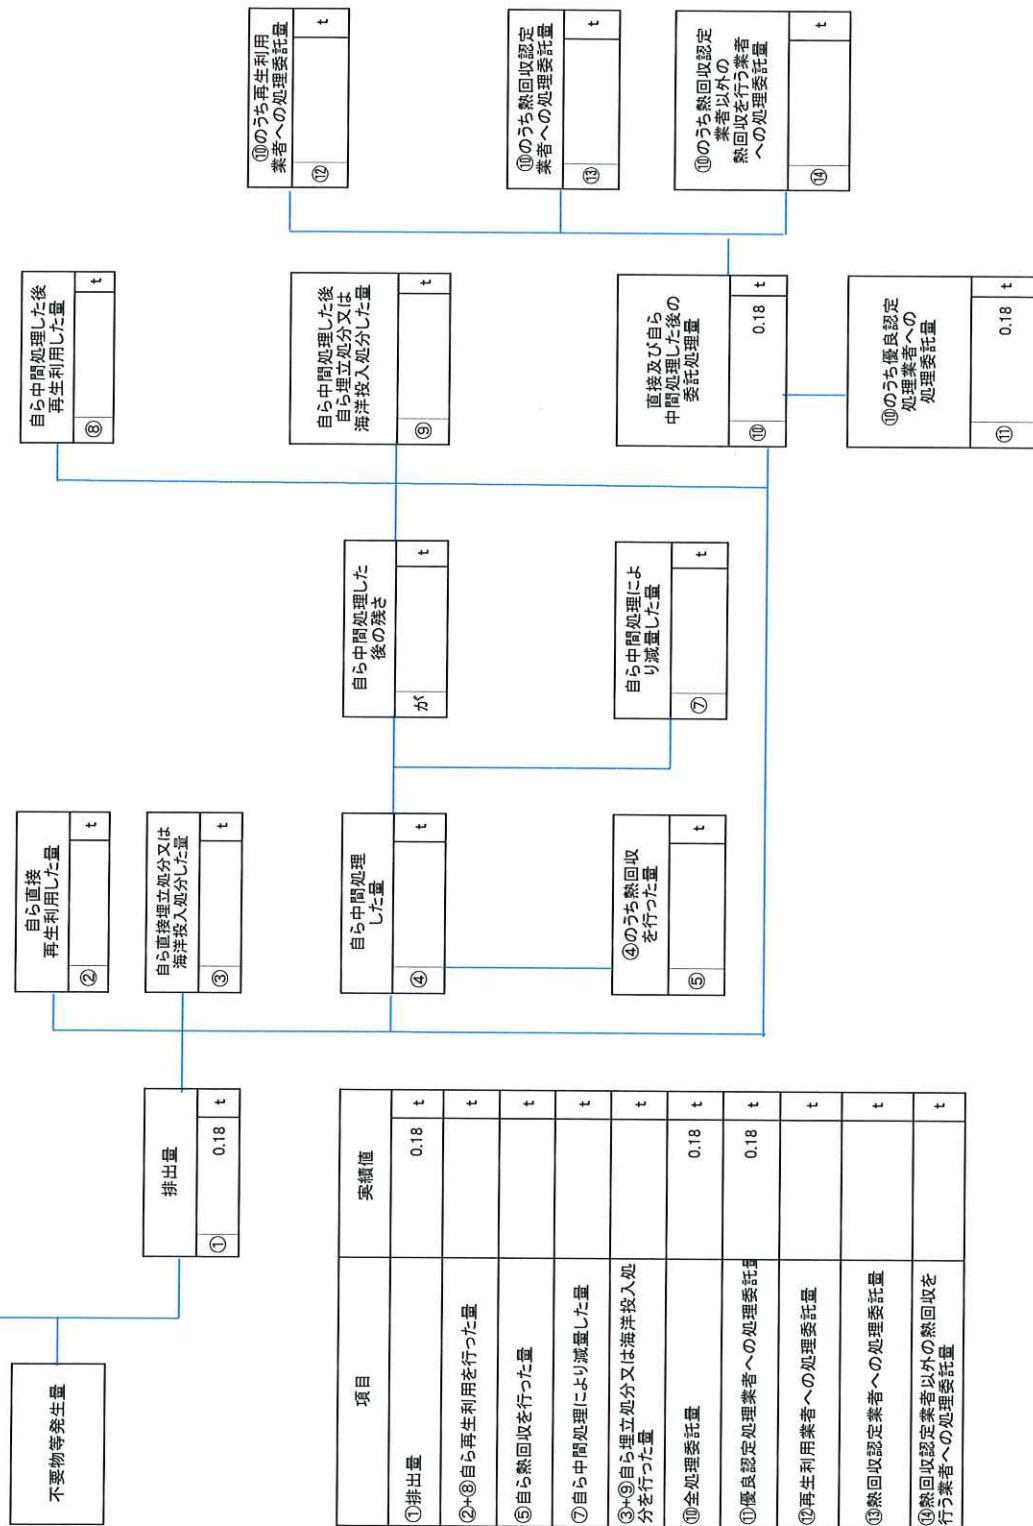 不要物等発生量
排出量
①
0.18
t
自ら直接
再生利用した量
②
t
自ら直接埋立処分又は
海洋投入処分した量
③
t
自ら中間処理
した量
④
t
④のうち熱回収
を行った量
⑤
t
自ら中間処理した
後の残さ
が
t
自ら中間処理によ
り減量した量
⑦
t
自ら中間処理した後
再生利用した量
⑧
t
自ら中間処理した後
自ら埋立処分又は
海洋投入処分した量
⑨
t
直接及び自ら
中間処理した後の
委託処理量
⑩
0.18
t
⑩のうち優良認定
処理業者への
処理委託量
⑪
0.18
t
⑩のうち再生利用
業者への処理委託量
⑫
t
⑩のうち熱回収認定
業者への処理委託量
⑬
t
⑩のうち熱回収認定
業者以外の
熱回収を行う業者
への処理委託量
⑭
t
項目
実績値
①排出量
0.18
t
②+⑧自ら再生利用を行った量
t
⑤自ら熱回収を行った量
t
⑦自ら中間処理により減量した量
t
③+⑨自ら埋立処分又は海洋投入処
分を行った量
t
⑩全処理委託量
0.18
t
⑪優良認定処理業者への処理委託量
0.18
t
⑫再生利用業者への処理委託量
t
⑬熱回収認定業者への処理委託量
t
⑭熱回収認定業者以外の熱回収を
行う業者への処理委託量
t